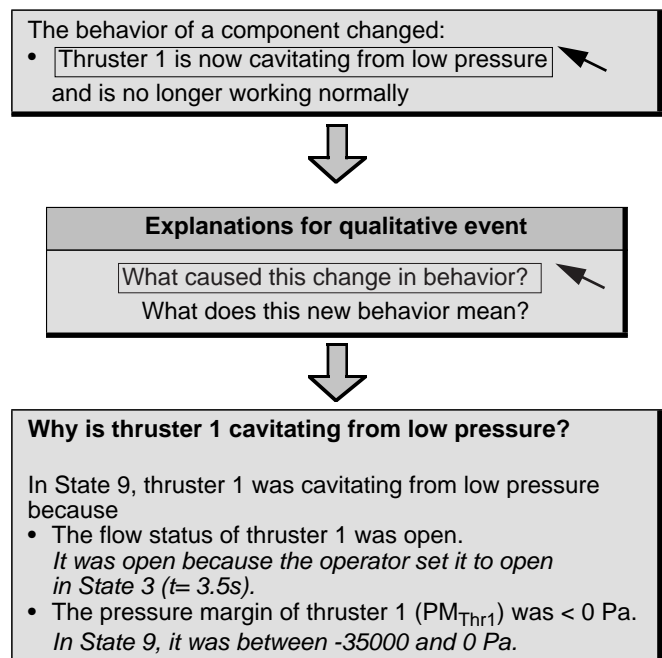 The behavior of a component changed:
• Thruster 1 is now cavitating from low pressure
and is no longer working normally
Explanations for qualitative event
What caused this change in behavior?
What does this new behavior mean?
Why is thruster 1 cavitating from low pressure?
In State 9, thruster 1 was cavitating from low pressure
because
• The flow status of thruster 1 was open.
It was open because the operator set it to open
in State 3 (t= 3.5s).
• The pressure margin of thruster 1 (PMThr1) was < 0 Pa.
In State 9, it was between -35000 and 0 Pa.